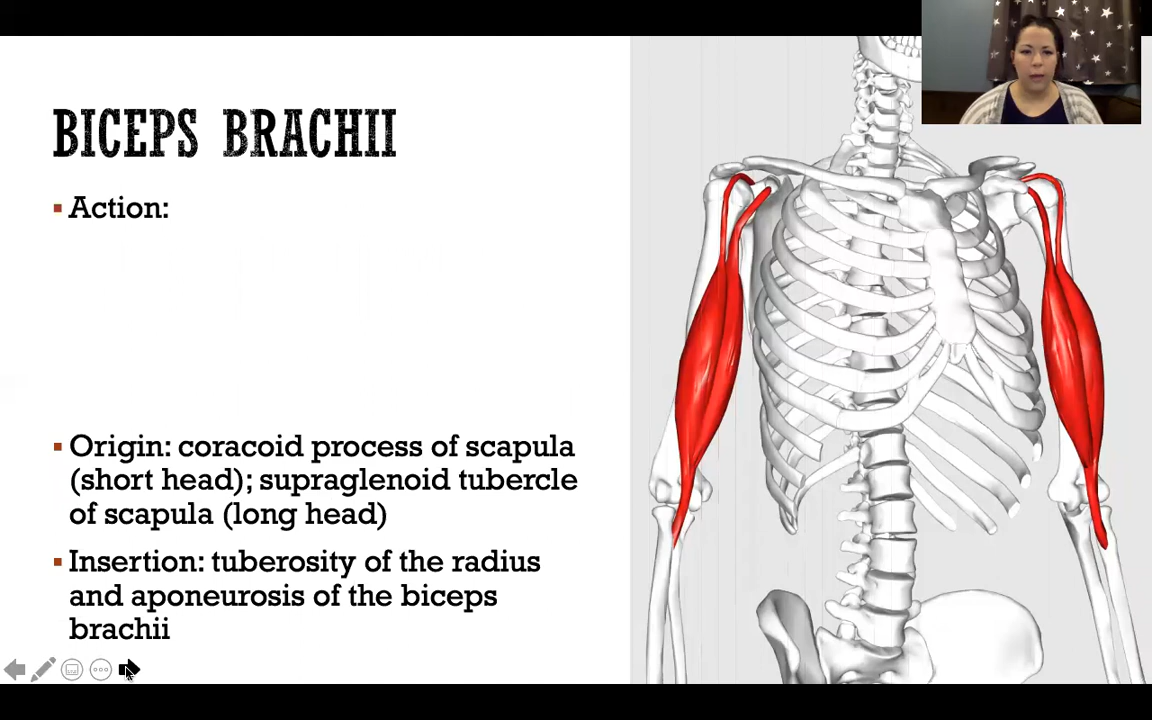 BICEPS BRACHII
Action:
Origin: coracoid process of scapula
(short head); supraglenoid tubercle
of scapula (long head)
Insertion: tuberosity of the radius
and aponeurosis of the biceps
brachii